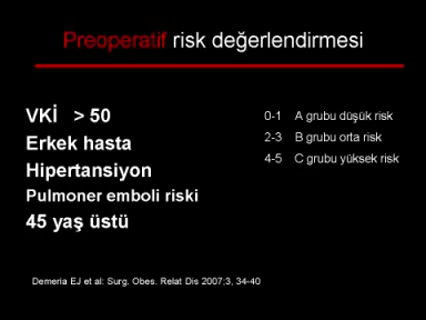 Preoperatif risk değerlendirmesi
VKİ > 50
Erkek hasta
Hipertansiyon
Pulmoner emboli riski
45 yaş üstü
0-1 A grubu düşük risk
2-3 B grubu orta risk
4-5 C grubu yüksek risk
Demeria EJ et al: Surg. Obes. Relat Dis 2007;3, 34-40